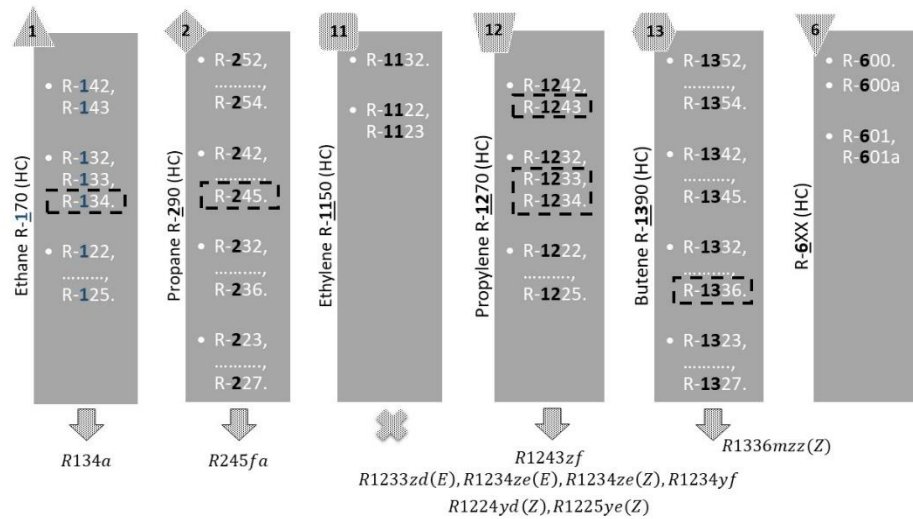 1
Ethane R-170 (HC)
• R-142,
R-143
• R-132,
R-133,
R-134.
• R-122,
..........,
R-125.
R134a
2
Propane R-290 (HC)
• R-252,
..........,
R-254.
• R-242,
..........,
R-245.
• R-232,
..........,
R-236.
• R-223,
..........,
R-227.
R245fa
11
Ethylene R-1150 (HC)
• R-1132.
• R-1122,
R-1123
12
Propylene R-1270 (HC)
• R-1242,
R-1243
• R-1232,
R-1233,
R-1234.
• R-1222,
..........,
R-1225.
R1243zf
R1233zd(E), R1234ze(E), R1234ze(Z), R1234yf
R1224yd(Z), R1225ye(Z)
13
Butene R-1390 (HC)
• R-1352,
..........,
R-1354.
• R-1342,
..........,
R-1345.
• R-1332,
..........,
R-1336.
• R-1323,
..........,
R-1327.
R1336mzz(Z)
6
R-6XX (HC)
• R-600.
• R-600a
• R-601,
R-601a